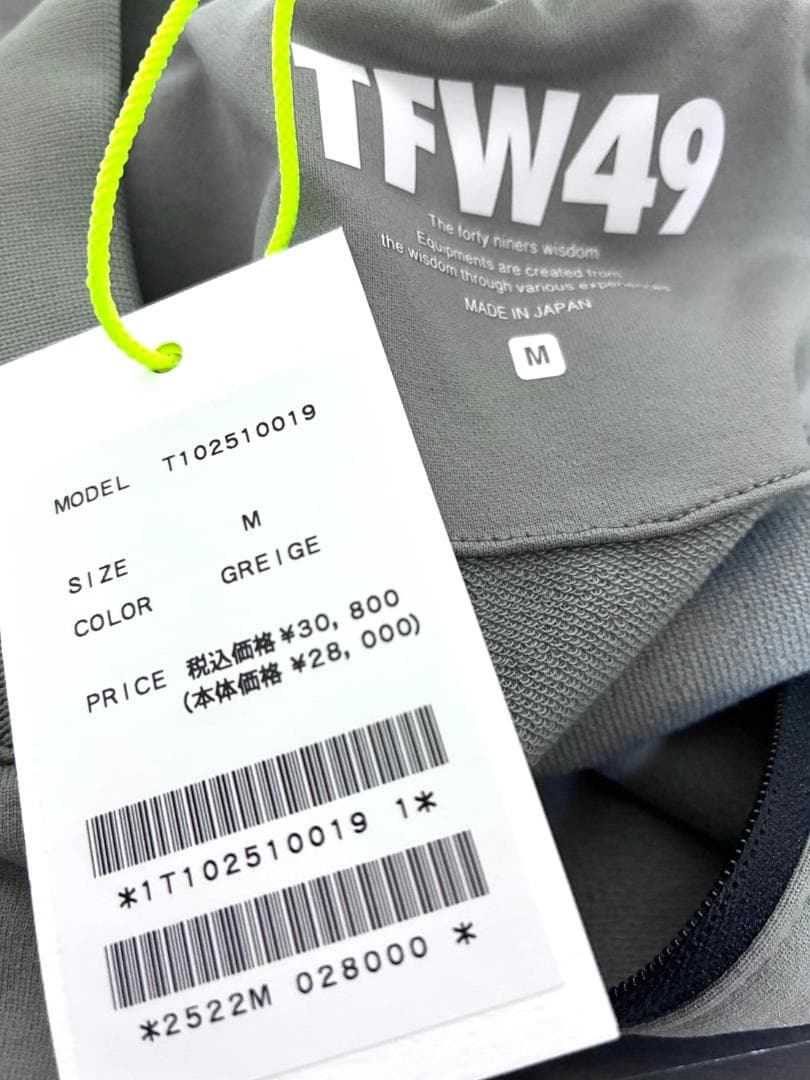 TFW49
The forty niners wisdom
Equipments are created from
the wisdom through various experiences
MADE IN JAPAN
M
MODEL T102510019
SIZE M
COLOR GREIGE
PRICE 税込価格 ¥30, 800
(本体価格 ¥28, 000)
*1T102510019 1*
*2522M 028000 *